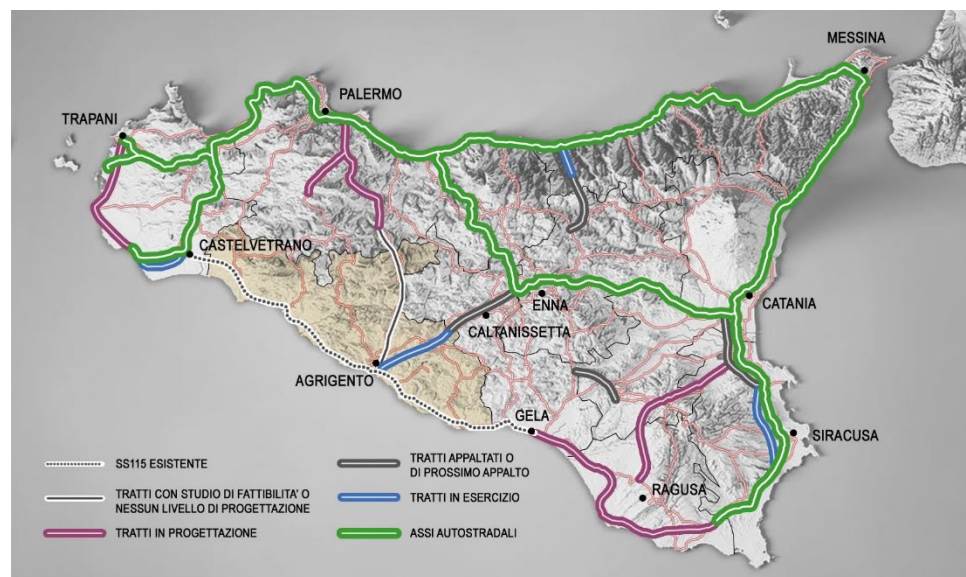 MESSINA
PALERMO
TRAPANI
CASTELVETRANO
CATANIA
ENNA
CALTANISSETTA
AGRIGENTO
GELA
SIRACUSA
RAGUSA
SS115 ESISTENTE
TRATTI CON STUDIO DI FATTIBILITA' O
NESSUN LIVELLO DI PROGETTAZIONE
TRATTI IN PROGETTAZIONE
TRATTI APPALTATI O
DI PROSSIMO APPALTO
TRATTI IN ESERCIZIO
ASSI AUTOSTRADALI